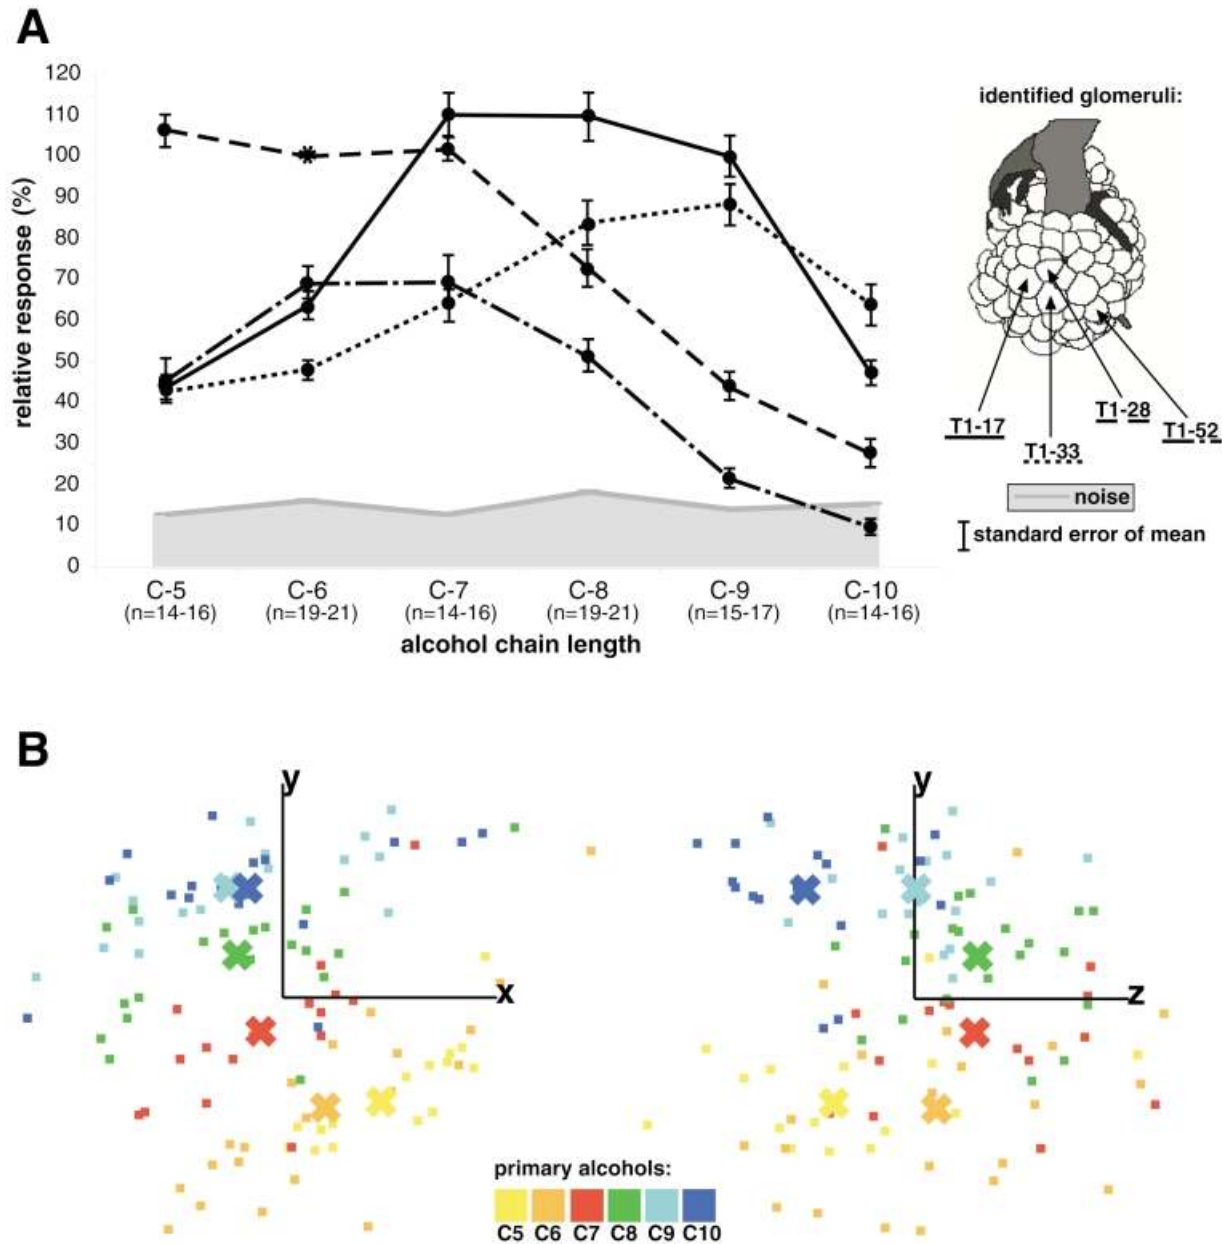 A
relative response (%)
120
110
100
90
80
70
60
50
40
30
20
10
0
C-5 C-6 C-7 C-8 C-9 C-10
(n=14-16) (n=19-21) (n=14-16) (n=19-21) (n=15-17) (n=14-16)
alcohol chain length
identified glomeruli:
T1-17
T1-33
T1-28
T1-52
noise
standard error of mean
B
y
x
y
z
primary alcohols:
C5 C6 C7 C8 C9 C10